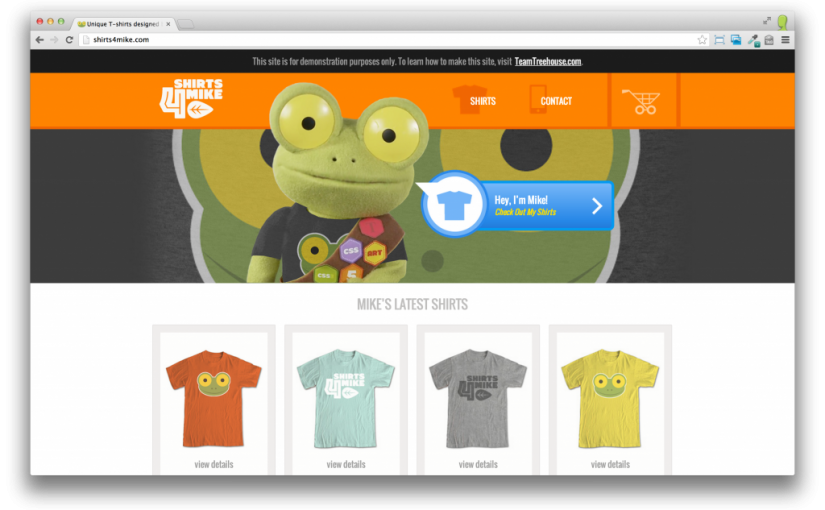 Unique T-shirts designed
shirts4mike.com
This site is for demonstration purposes only. To learn how to make this site, visit TeamTreehouse.com.
SHIRTS
4 MIKE
SHIRTS
CONTACT
Hey, I'm Mike!
Check Out My Shirts
CSS
ART
CSS
5
MIKE'S LATEST SHIRTS
SHIRTS
4 MIKE
SHIRTS
4 MIKE
view details
view details
view details
view details